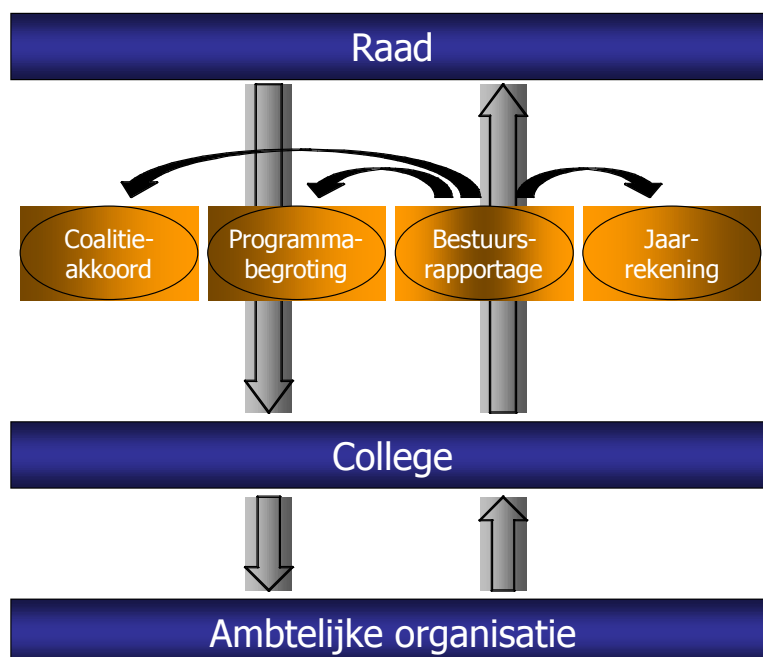 Raad
Coalitie-
akkoord
Programma-
begroting
Bestuurs-
rapportage
Jaar-
rekening
College
Ambtelijke organisatie